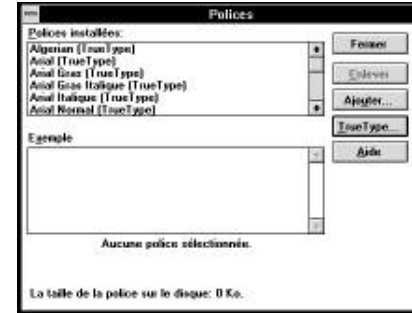 Polices
Polices installées:
Algerian (TrueType)
Arial (TrueType)
Arial Gras (TrueType)
Arial Gras Italique (TrueType)
Arial Italique (TrueType)
Arial Normal (TrueType)
Fermer
Enlever
Ajouter...
TrueType...
Aide
Exemple
Aucune police sélectionnée.
La taille de la police sur le disque: 0 Ko.